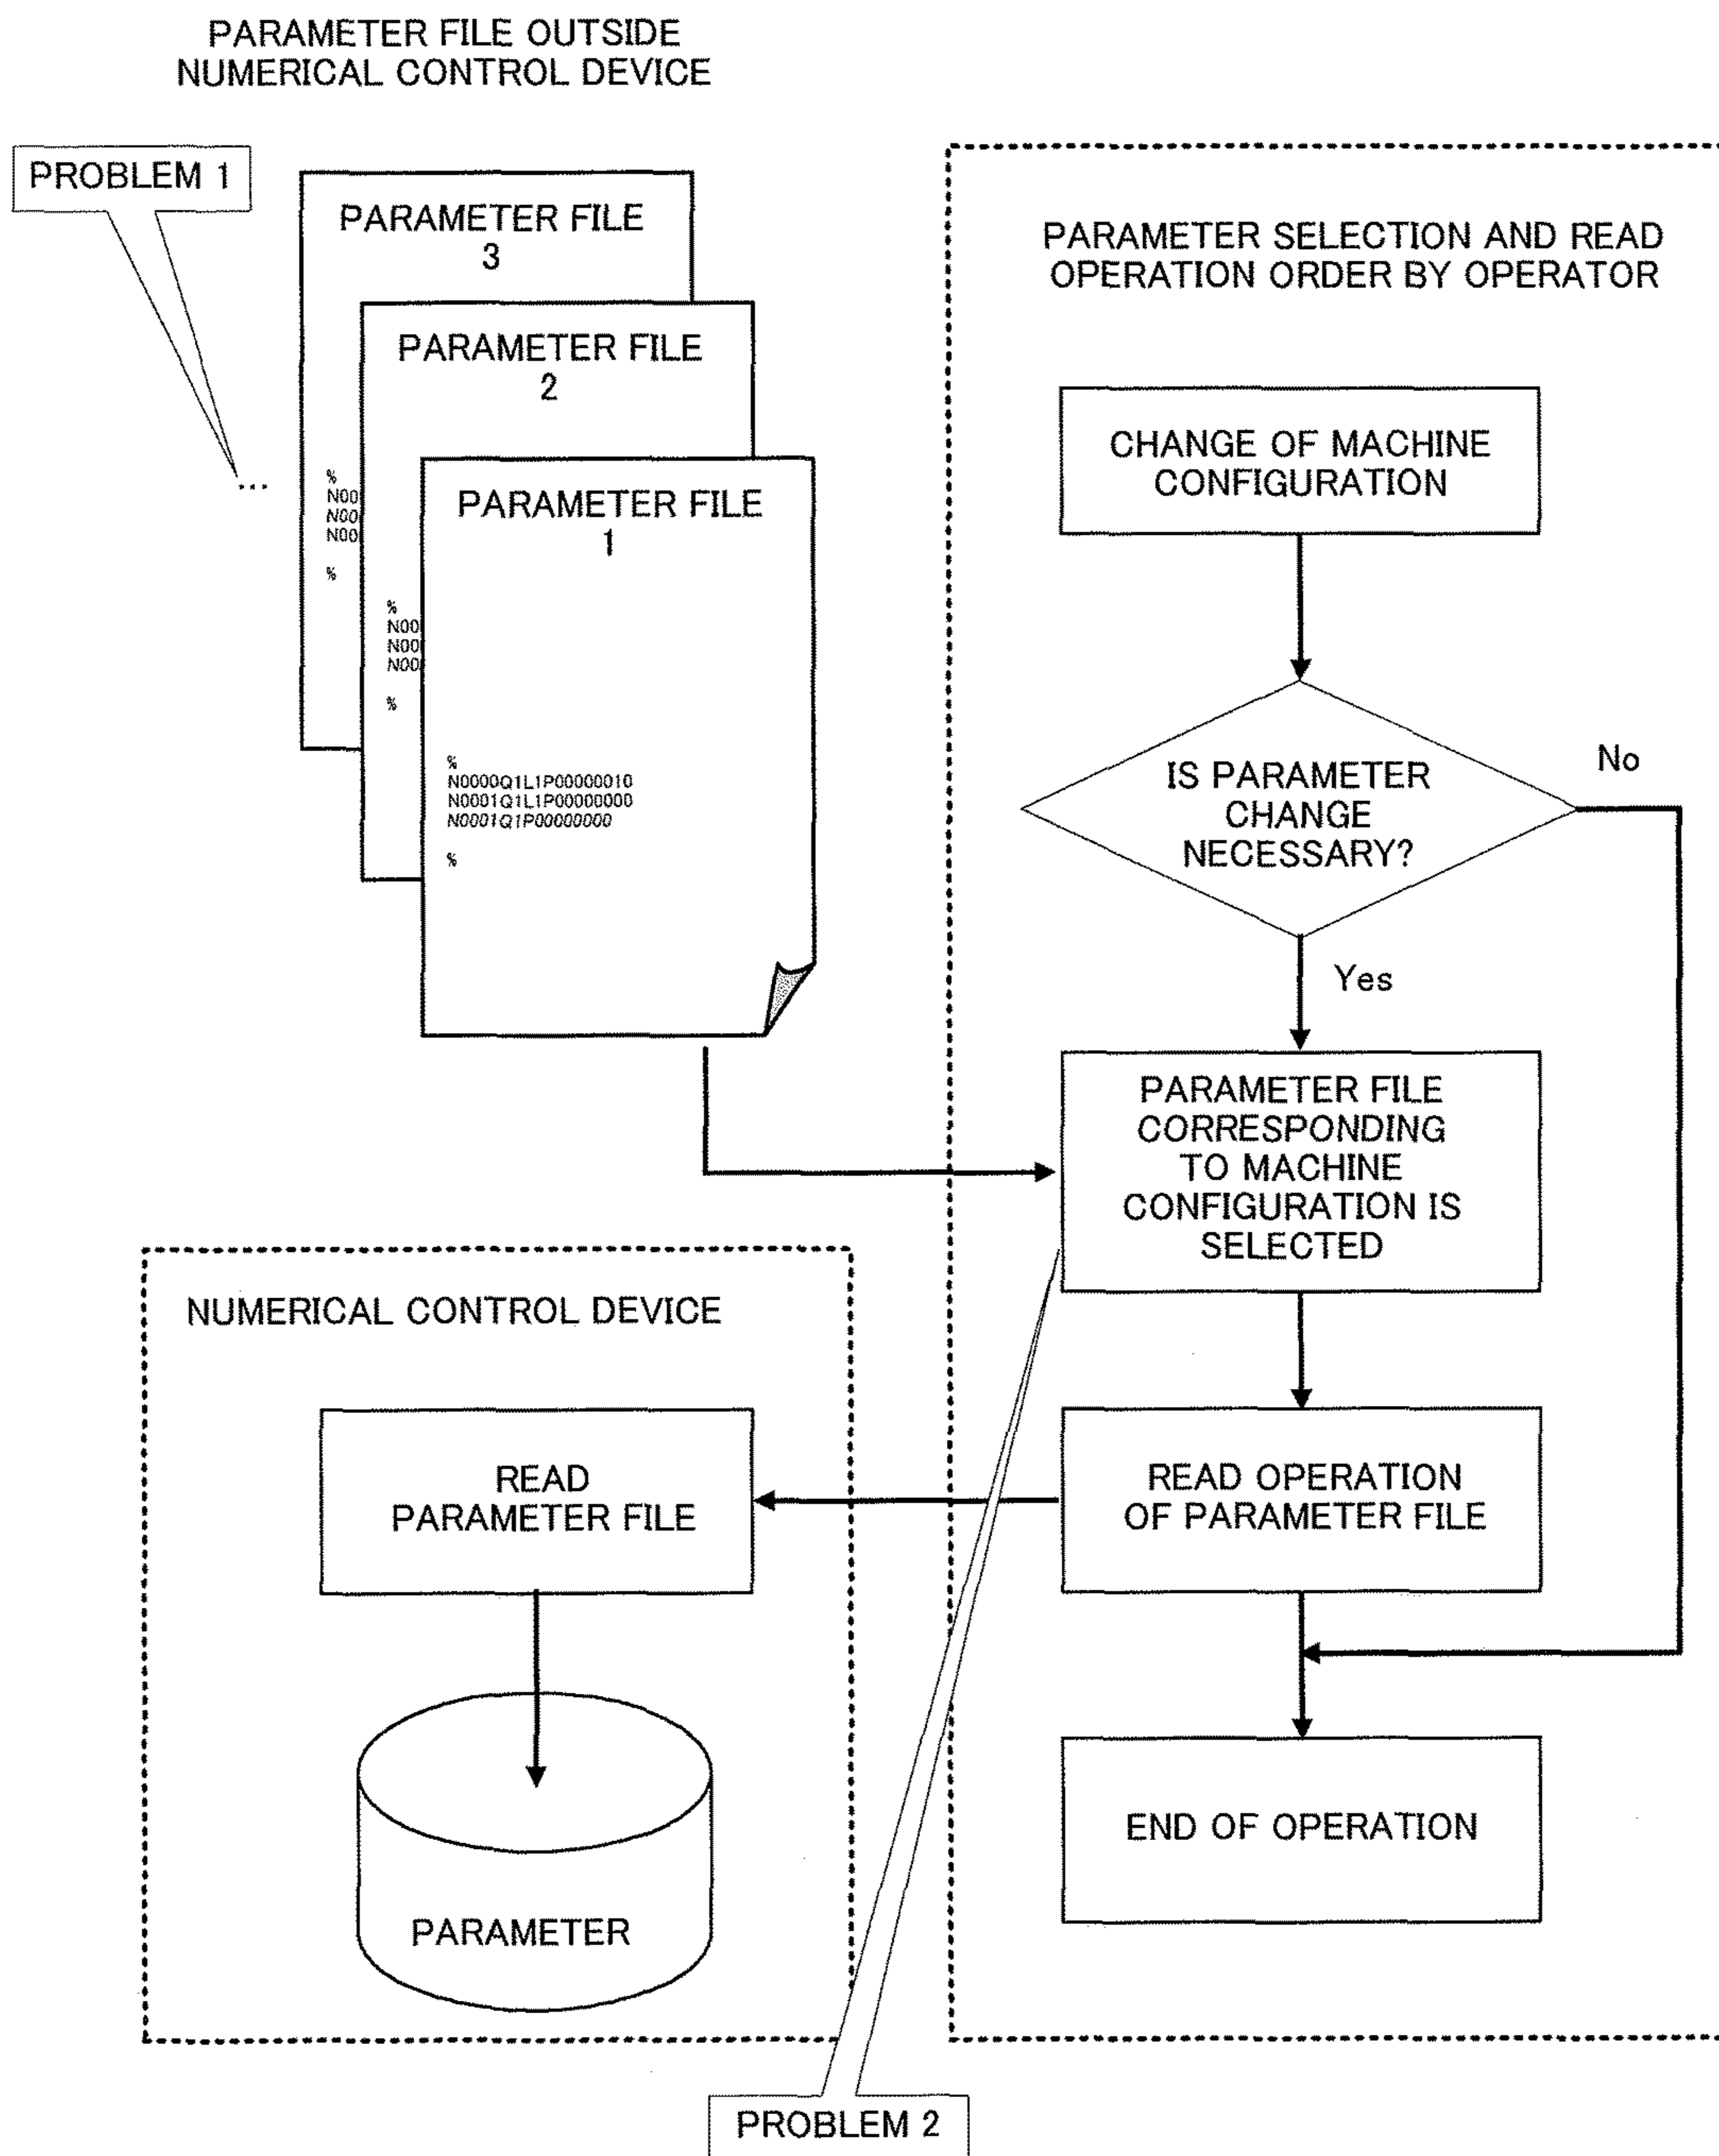 PARAMETER FILE OUTSIDE
NUMERICAL CONTROL DEVICE
PROBLEM 1
PARAMETER FILE
3
...
%
N00
N00
N00
%
PARAMETER FILE
2
%
N00
N00
N00
%
PARAMETER FILE
1
%
N0000Q1L1P00000010
N0001Q1L1P00000000
N0001Q1P00000000
%
PARAMETER SELECTION AND READ
OPERATION ORDER BY OPERATOR
CHANGE OF MACHINE
CONFIGURATION
IS PARAMETER
CHANGE
NECESSARY?
No
Yes
PARAMETER FILE
CORRESPONDING
TO MACHINE
CONFIGURATION IS
SELECTED
READ OPERATION
OF PARAMETER FILE
END OF OPERATION
NUMERICAL CONTROL DEVICE
READ
PARAMETER FILE
PARAMETER
PROBLEM 2